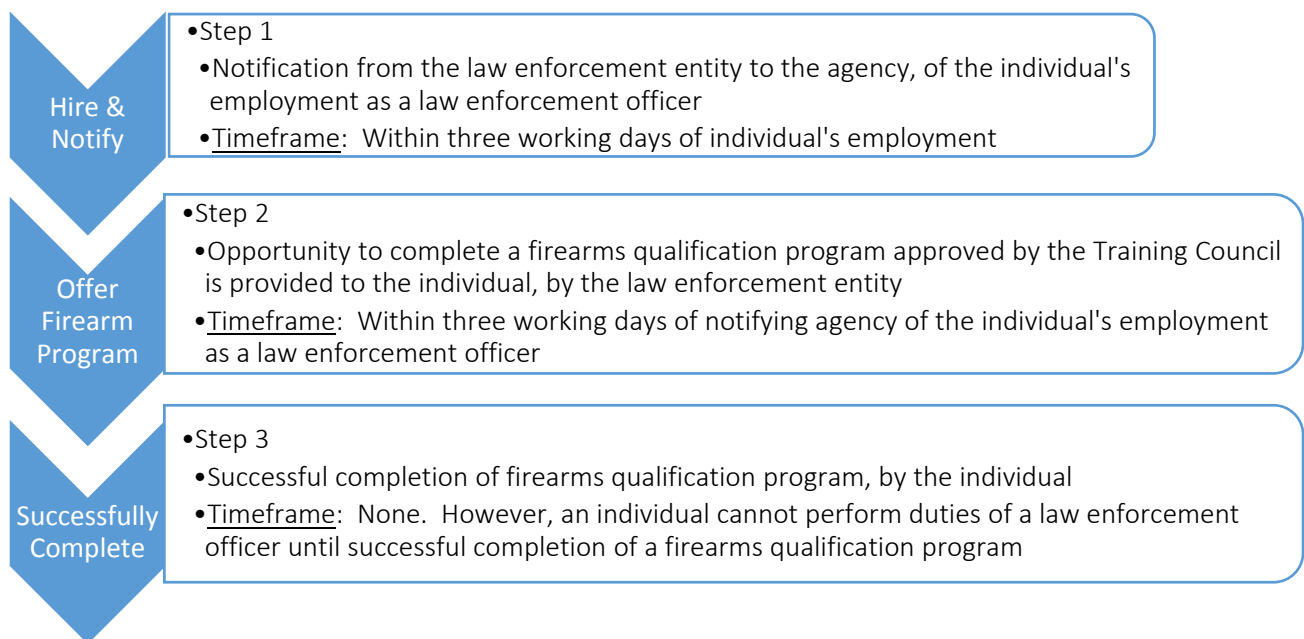 Hire &
Notify
•Step 1
•Notification from the law enforcement entity to the agency, of the individual's
employment as a law enforcement officer
•Timeframe:  Within three working days of individual's employment
Offer
Firearm
Program
•Step 2
•Opportunity to complete a firearms qualification program approved by the Training Council
is provided to the individual, by the law enforcement entity
•Timeframe:  Within three working days of notifying agency of the individual's employment
as a law enforcement officer
Successfully
Complete
•Step 3
•Successful completion of firearms qualification program, by the individual
•Timeframe:  None.  However, an individual cannot perform duties of a law enforcement
officer until successful completion of a firearms qualification program